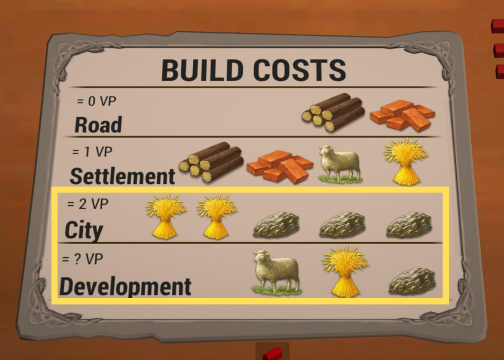 BUILD COSTS
= 0 VP
Road
= 1 VP
Settlement
= 2 VP
City
= ? VP
Development